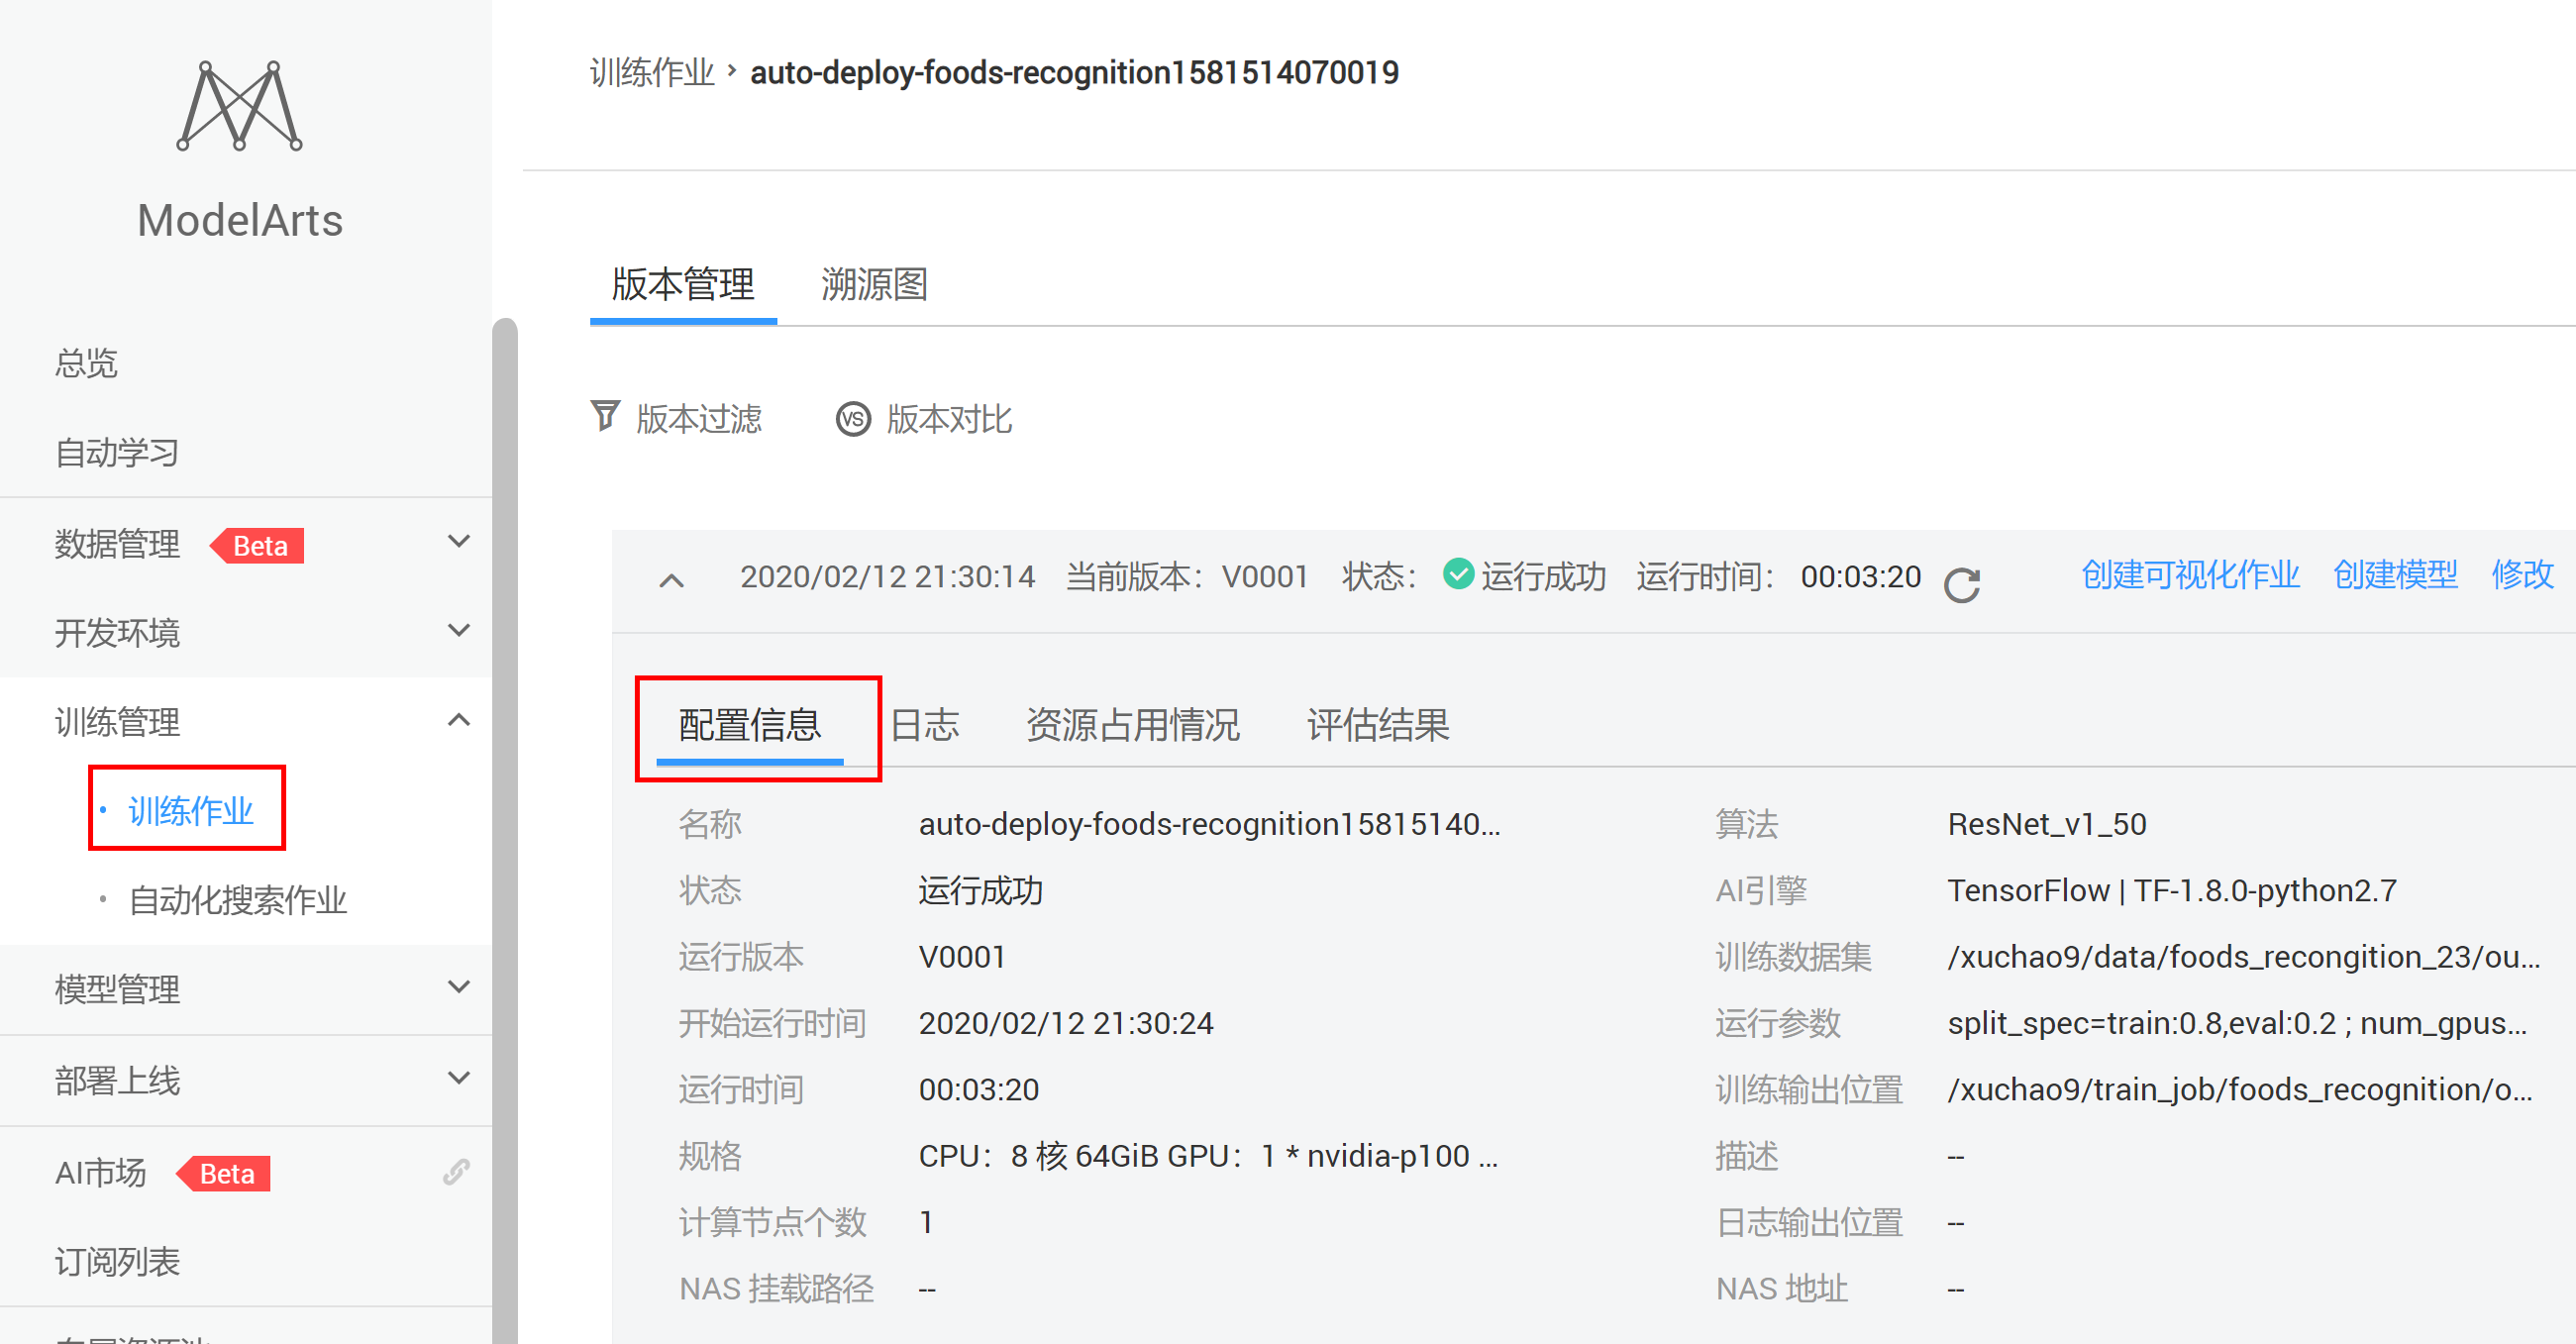 ModelArts
总览
自动学习
数据管理 Beta
开发环境
训练管理
训练作业
自动化搜索作业
模型管理
部署上线
AI市场 Beta
订阅列表
训练作业 › auto-deploy-foods-recognition1581514070019
版本管理 溯源图
版本过滤 VS 版本对比
2020/02/12 21:30:14 当前版本：V0001 状态：运行成功 运行时间：00:03:20 创建可视化作业 创建模型 修改
配置信息 日志 资源占用情况 评估结果
名称 auto-deploy-foods-recognition15815140... 算法 ResNet_v1_50
状态 运行成功 AI引擎 TensorFlow | TF-1.8.0-python2.7
运行版本 V0001 训练数据集 /xuchao9/data/foods_recongition_23/ou...
开始运行时间 2020/02/12 21:30:24 运行参数 split_spec=train:0.8,eval:0.2 ; num_gpus...
运行时间 00:03:20 训练输出位置 /xuchao9/train_job/foods_recognition/o...
规格 CPU：8 核 64GiB GPU：1 * nvidia-p100 ... 描述 --
计算节点个数 1 日志输出位置 --
NAS 挂载路径 -- NAS 地址 --